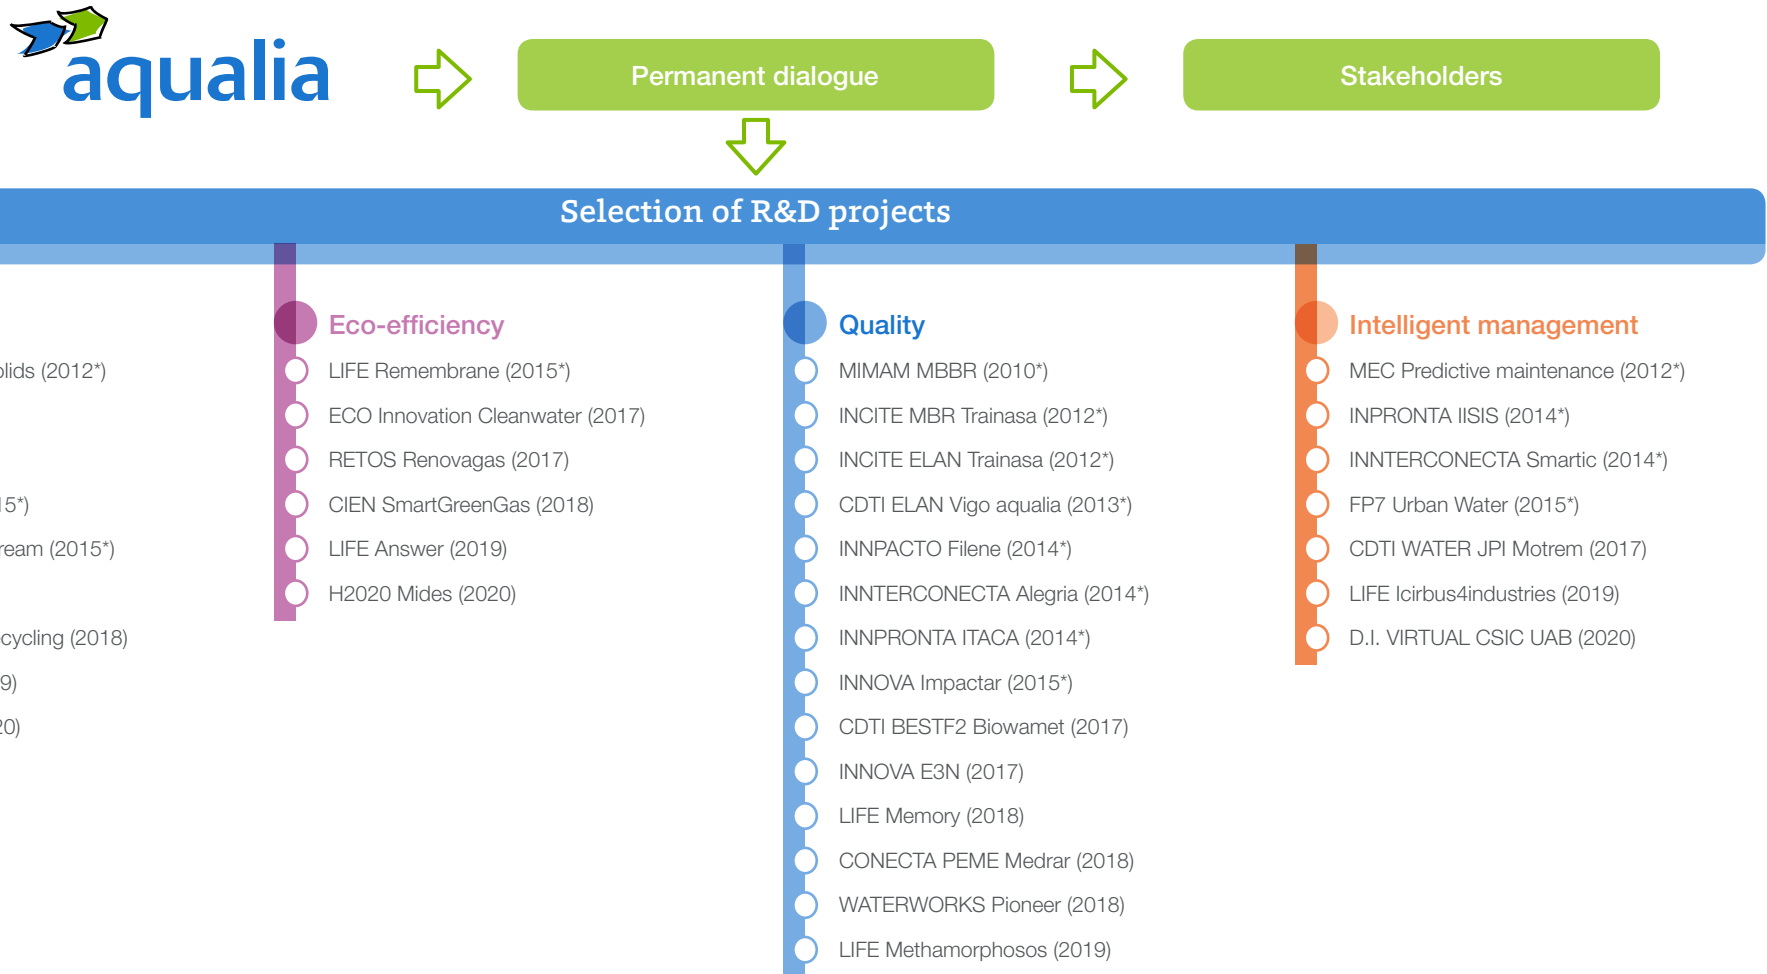 aqualia
Permanent dialogue
Stakeholders
Selection of R&D projects
(2012*)
(2015*)
(2018)
Eco-efficiency
LIFE Remembrane (2015*)
ECO Innovation Cleanwater (2017)
RETOS Renovagas (2017)
CIEN SmartGreenGas (2018)
LIFE Answer (2019)
H2020 Mides (2020)
Quality
MIMAM MBBR (2010*)
INCITE MBR Trainasa (2012*)
INCITE ELAN Trainasa (2012*)
CDTI ELAN Vigo aqualia (2013*)
INNPACTO Filene (2014*)
INNTERCONECTA Alegria (2014*)
INNPRONTA ITACA (2014*)
INNOVA Impactar (2015*)
CDTI BESTF2 Biowamet (2017)
INNOVA E3N (2017)
LIFE Memory (2018)
CONECTA PEME Medrar (2018)
WATERWORKS Pioneer (2018)
LIFE Methamorphosos (2019)
Intelligent management
MEC Predictive maintenance (2012*)
INPRONTA IISIS (2014*)
INNTERCONECTA Smartic (2014*)
FP7 Urban Water (2015*)
CDTI WATER JPI Motrem (2017)
LIFE Icirbus4industries (2019)
D.I. VIRTUAL CSIC UAB (2020)